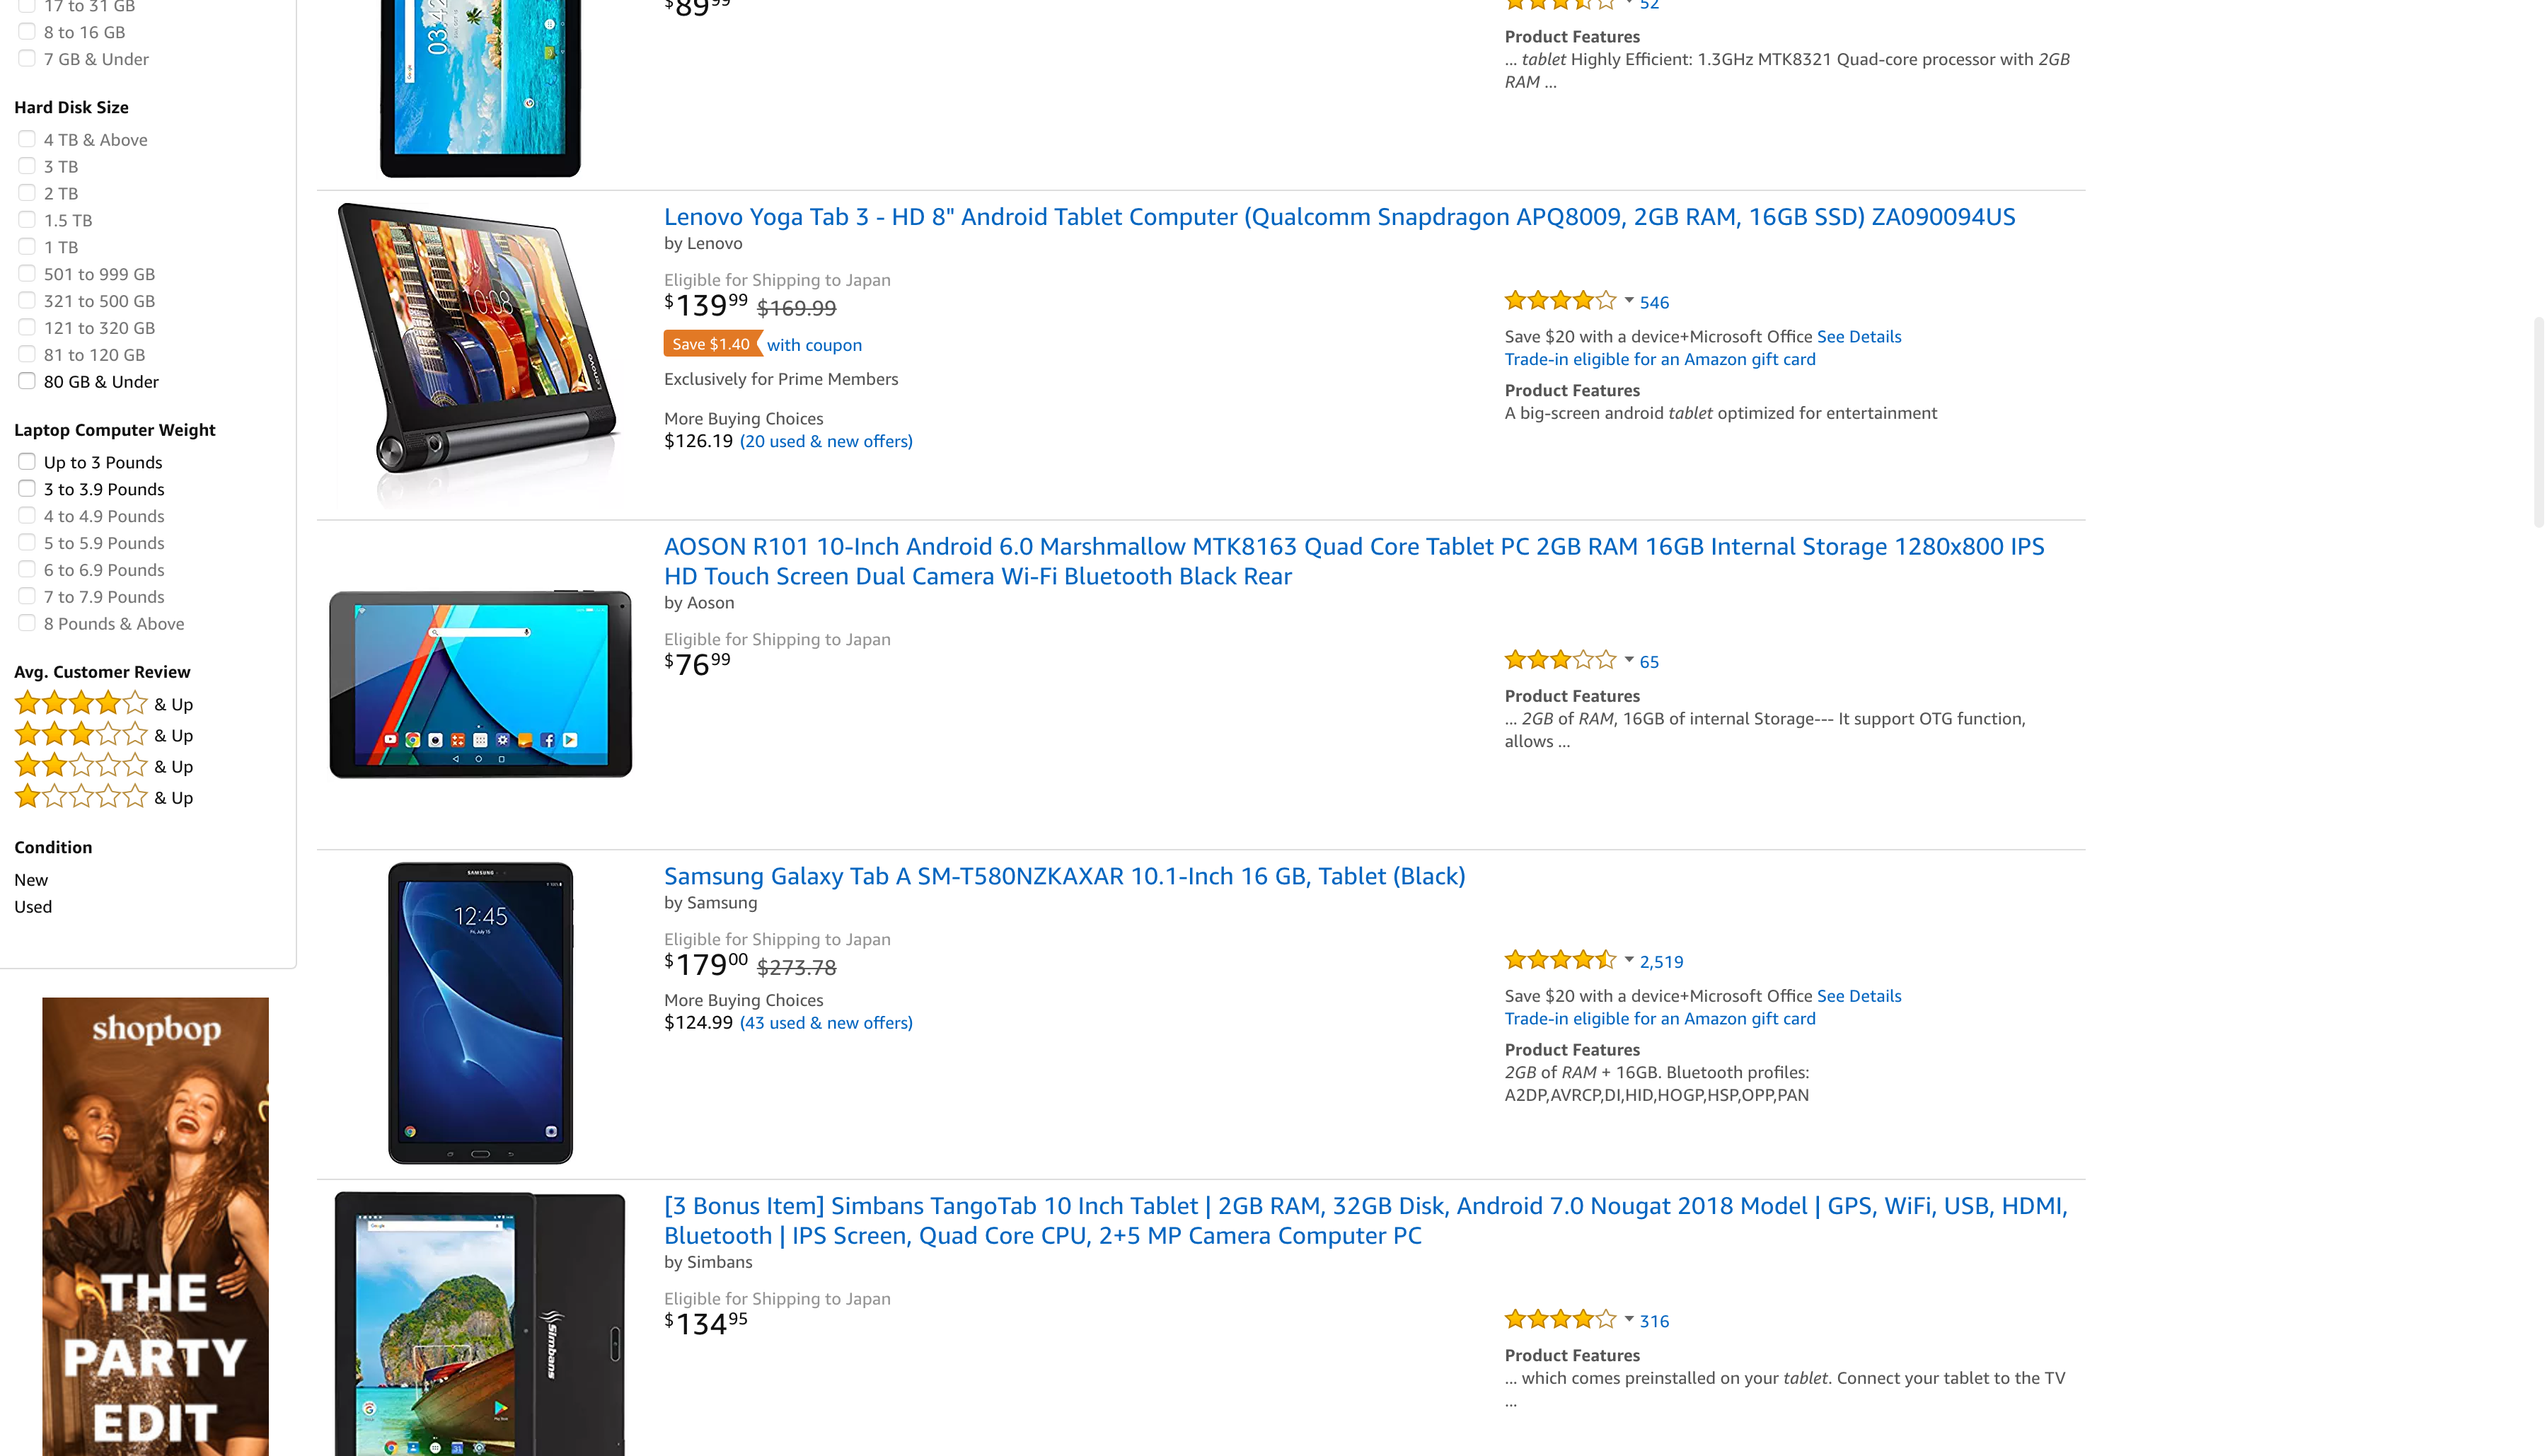 17 to 31 GB
8 to 16 GB
7 GB & Under
Hard Disk Size
4 TB & Above
3 TB
2 TB
1.5 TB
1 TB
501 to 999 GB
321 to 500 GB
121 to 320 GB
81 to 120 GB
80 GB & Under
Laptop Computer Weight
Up to 3 Pounds
3 to 3.9 Pounds
4 to 4.9 Pounds
5 to 5.9 Pounds
6 to 6.9 Pounds
7 to 7.9 Pounds
8 Pounds & Above
Avg. Customer Review
& Up
& Up
& Up
& Up
Condition
New
Used
shopbop
THE
PARTY
EDIT
03:42
$89.99
52
Product Features
... tablet Highly Efficient: 1.3GHz MTK8321 Quad-core processor with 2GB
RAM ...
10:08
Lenovo
Lenovo Yoga Tab 3 - HD 8" Android Tablet Computer (Qualcomm Snapdragon APQ8009, 2GB RAM, 16GB SSD) ZA090094US
by Lenovo
Eligible for Shipping to Japan
$139.99 $169.99
Save $1.40 with coupon
Exclusively for Prime Members
More Buying Choices
$126.19 (20 used & new offers)
546
Save $20 with a device+Microsoft Office See Details
Trade-in eligible for an Amazon gift card
Product Features
A big-screen android tablet optimized for entertainment
AOSON R101 10-Inch Android 6.0 Marshmallow MTK8163 Quad Core Tablet PC 2GB RAM 16GB Internal Storage 1280x800 IPS
HD Touch Screen Dual Camera Wi-Fi Bluetooth Black Rear
by Aoson
Eligible for Shipping to Japan
$76.99
65
Product Features
... 2GB of RAM, 16GB of internal Storage--- It support OTG function,
allows ...
SAMSUNG
12:45
Fri, July 15
Samsung Galaxy Tab A SM-T580NZKAXAR 10.1-Inch 16 GB, Tablet (Black)
by Samsung
Eligible for Shipping to Japan
$179.00 $273.78
More Buying Choices
$124.99 (43 used & new offers)
2,519
Save $20 with a device+Microsoft Office See Details
Trade-in eligible for an Amazon gift card
Product Features
2GB of RAM + 16GB. Bluetooth profiles:
A2DP,AVRCP,DI,HID,HOGP,HSP,OPP,PAN
Google
Simbans
[3 Bonus Item] Simbans TangoTab 10 Inch Tablet | 2GB RAM, 32GB Disk, Android 7.0 Nougat 2018 Model | GPS, WiFi, USB, HDMI,
Bluetooth | IPS Screen, Quad Core CPU, 2+5 MP Camera Computer PC
by Simbans
Eligible for Shipping to Japan
$134.95
316
Product Features
... which comes preinstalled on your tablet. Connect your tablet to the TV
...